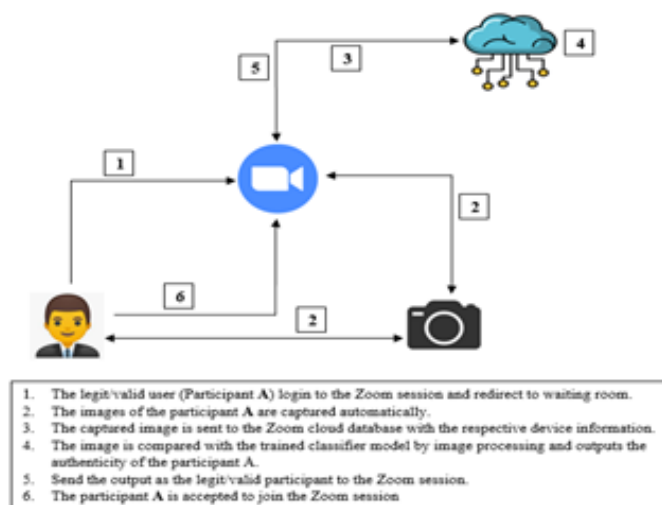 3
4
5
1
2
6
2
1. The legit/valid user (Participant A) login to the Zoom session and redirect to waiting room.
2. The images of the participant A are captured automatically.
3. The captured image is sent to the Zoom cloud database with the respective device information.
4. The image is compared with the trained classifier model by image processing and outputs the
authenticity of the participant A.
5. Send the output as the legit/valid participant to the Zoom session.
6. The participant A is accepted to join the Zoom session